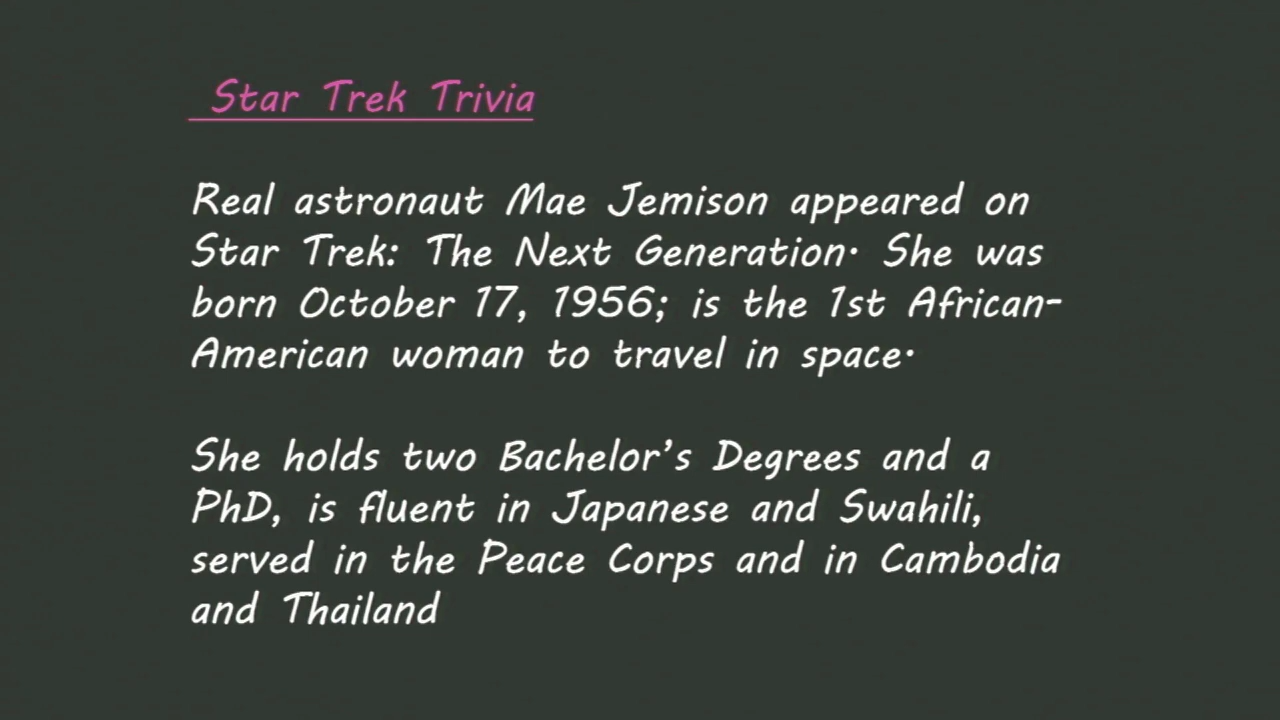 Star Trek Trivia
Real astronaut Mae Jemison appeared on
Star Trek: The Next Generation. She was
born October 17, 1956; is the 1st African-
American woman to travel in space.
She holds two Bachelor’s Degrees and a
PhD, is fluent in Japanese and Swahili,
served in the Peace Corps and in Cambodia
and Thailand